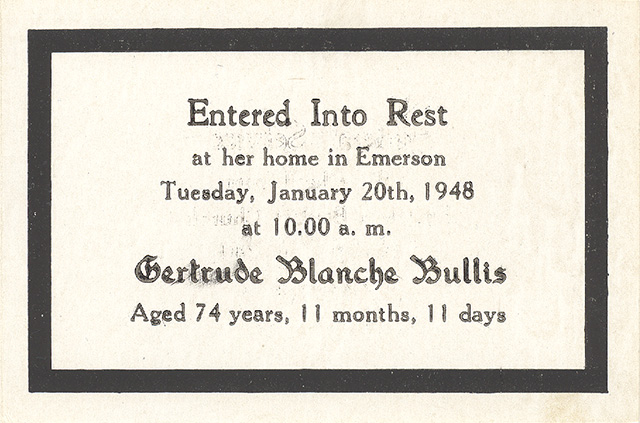 Entered Into Rest
at her home in Emerson
Tuesday, January 20th, 1948
at 10.00 a. m.
Gertrude Blanche Bullis
Aged 74 years, 11 months, 11 days